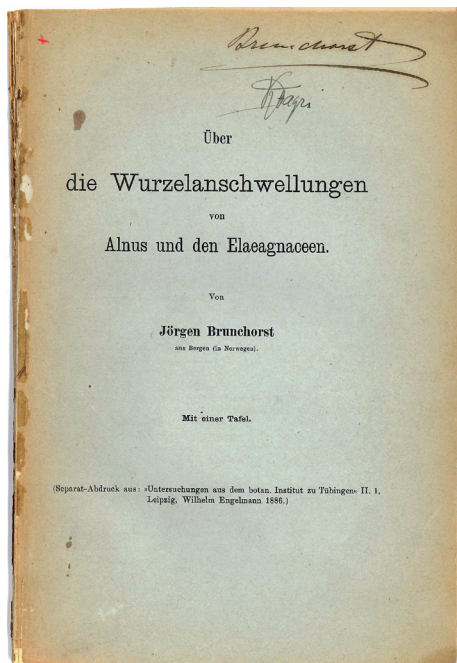 Brunchorst
Über
die Wurzelanschwellungen
von
Alnus und den Elaeagnaceen.
Von
Jörgen Brunchorst
aus Bergen (in Norwegen).
Mit einer Tafel.
(Separat-Abdruck aus: »Untersuchungen aus dem botan. Institut zu Tübingen« II. 1,
Leipzig, Wilhelm Engelmann 1886.)